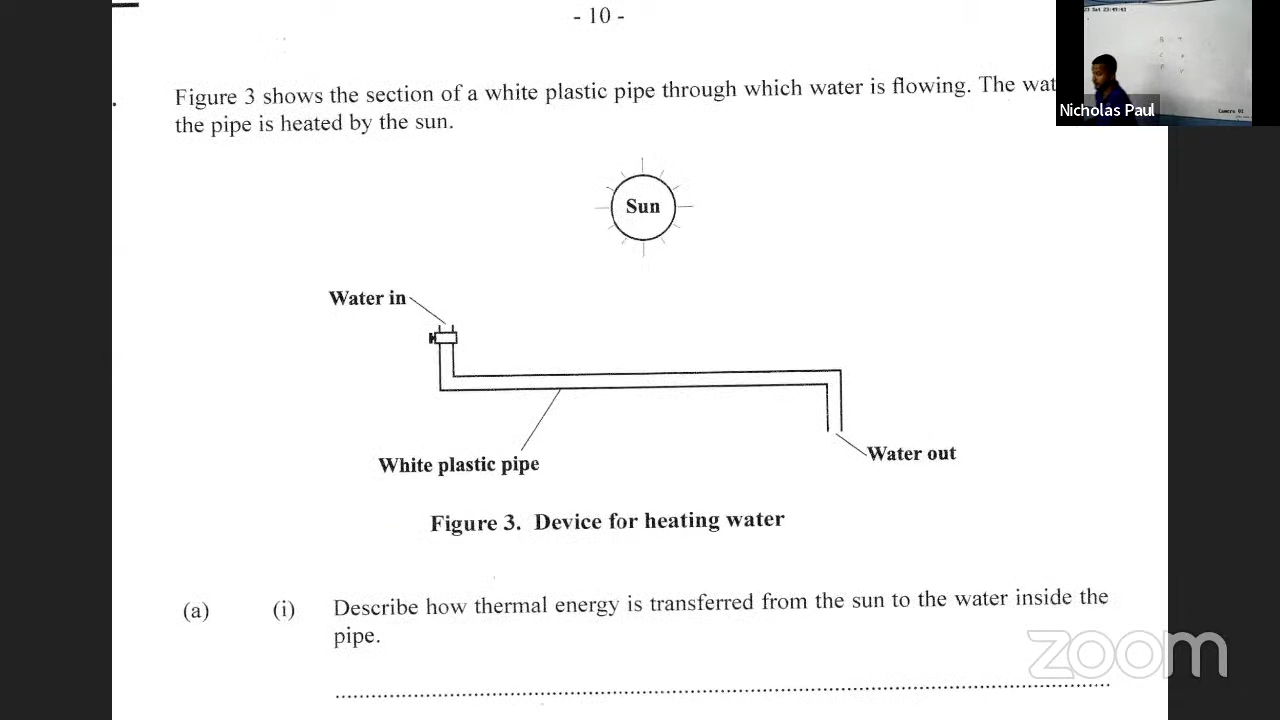 - 10 -
Figure 3 shows the section of a white plastic pipe through which water is flowing. The wat
the pipe is heated by the sun.
Nicholas Paul
Sun
Water in
White plastic pipe
Water out
Figure 3. Device for heating water
(a) (i) Describe how thermal energy is transferred from the sun to the water inside the
pipe.
zoom